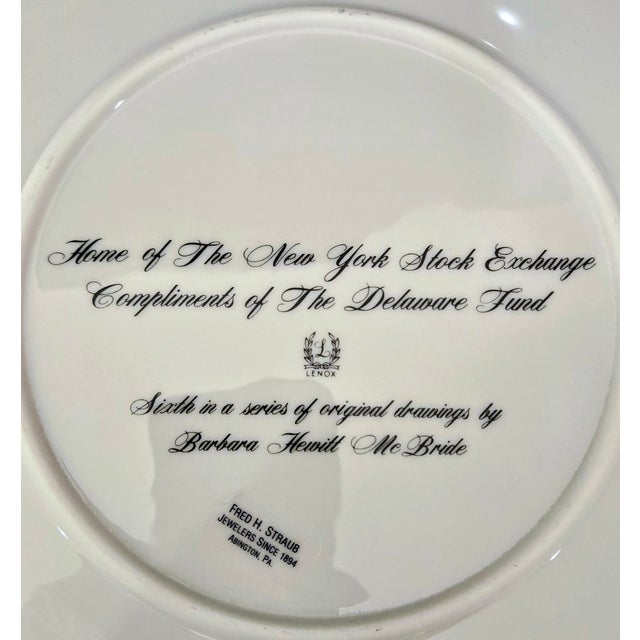 Home of The New York Stock Exchange
Compliments of The Delaware Fund
L
LENOX
Sixth in a series of original drawings by
Barbara Hewitt McBride
FRED H. STRAUB
JEWELERS SINCE 1894
ABINGTON, PA.